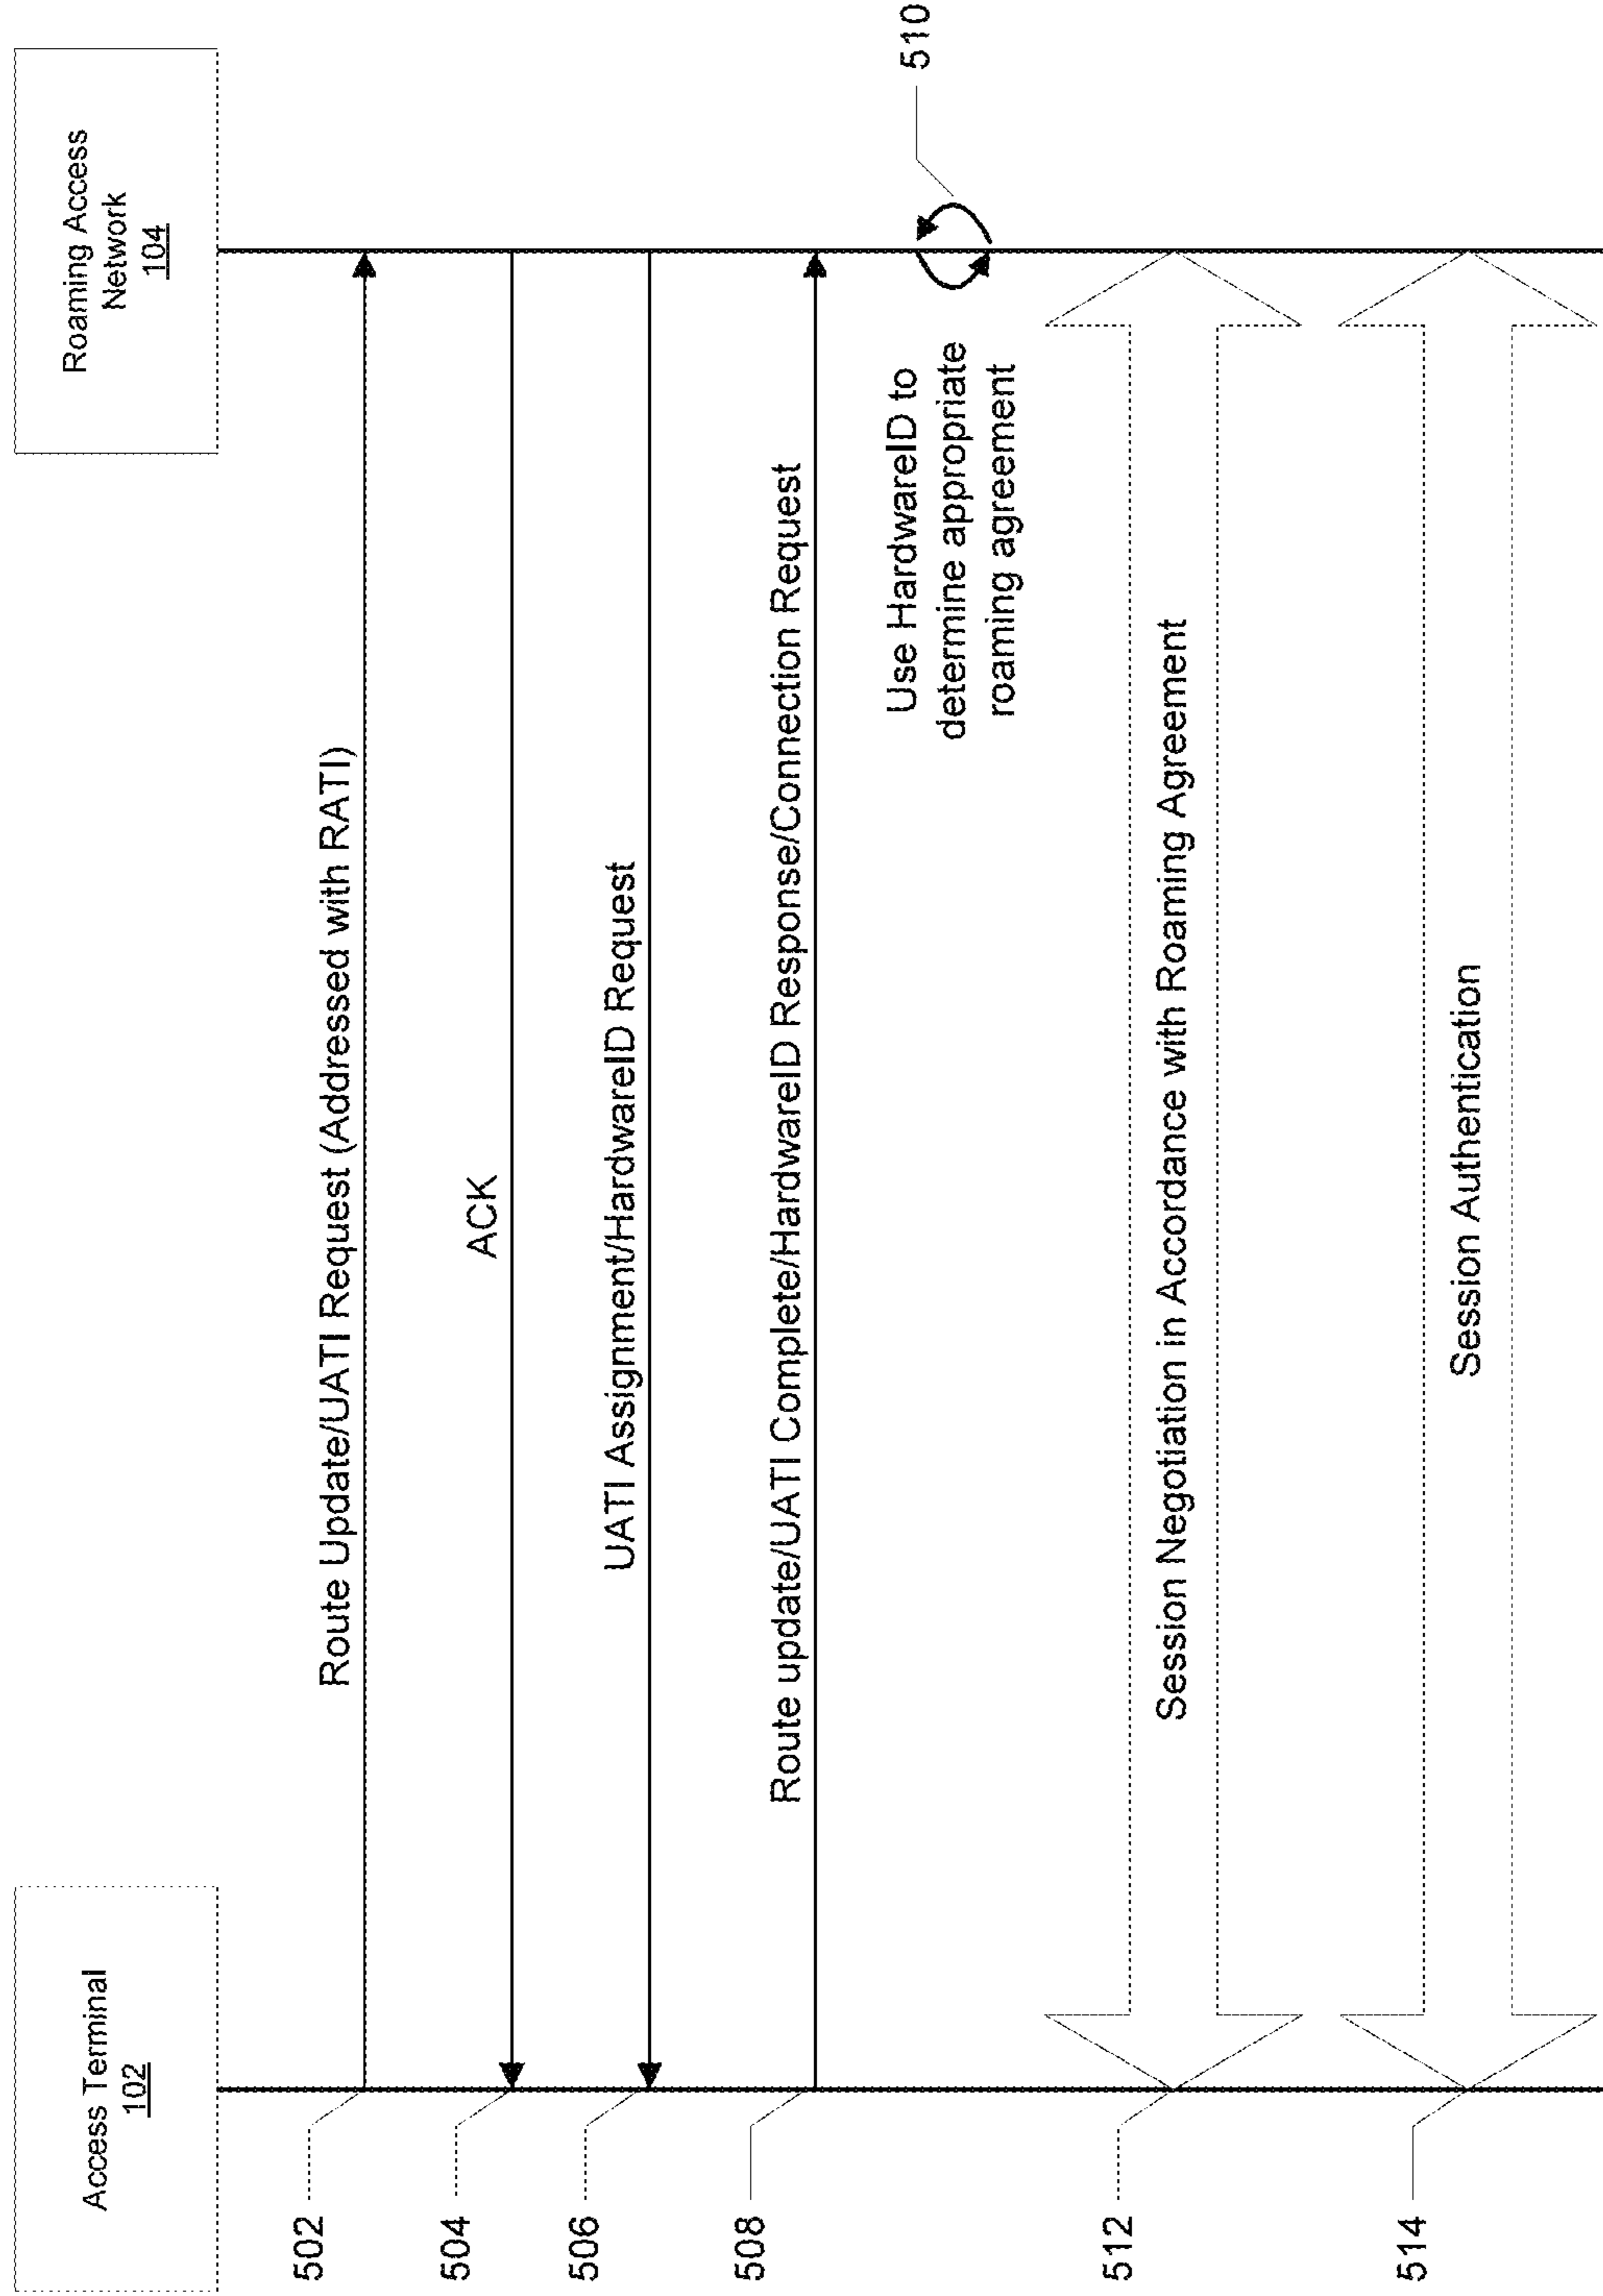 Access Terminal
102
Roaming Access
Network
104
502
Route Update/UATI Request (Addressed with RATI)
504
ACK
506
UATI Assignment/HardwareID Request
508
Route update/UATI Complete/HardwareID Response/Connection Request
Use HardwareID to
determine appropriate
roaming agreement
510
512
Session Negotiation in Accordance with Roaming Agreement
514
Session Authentication